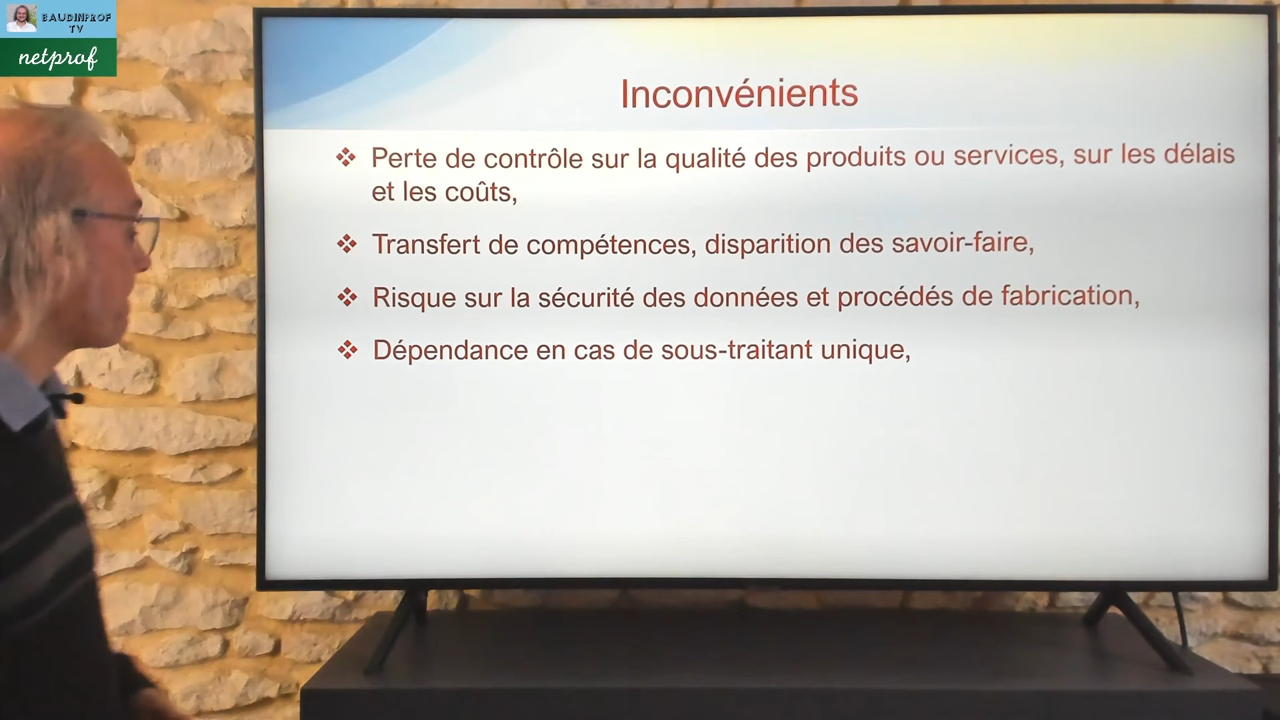 BAUDINPROF
TV
netprof
Inconvénients
❖ Perte de contrôle sur la qualité des produits ou services, sur les délais
et les coûts,
❖ Transfert de compétences, disparition des savoir-faire,
❖ Risque sur la sécurité des données et procédés de fabrication,
❖ Dépendance en cas de sous-traitant unique,